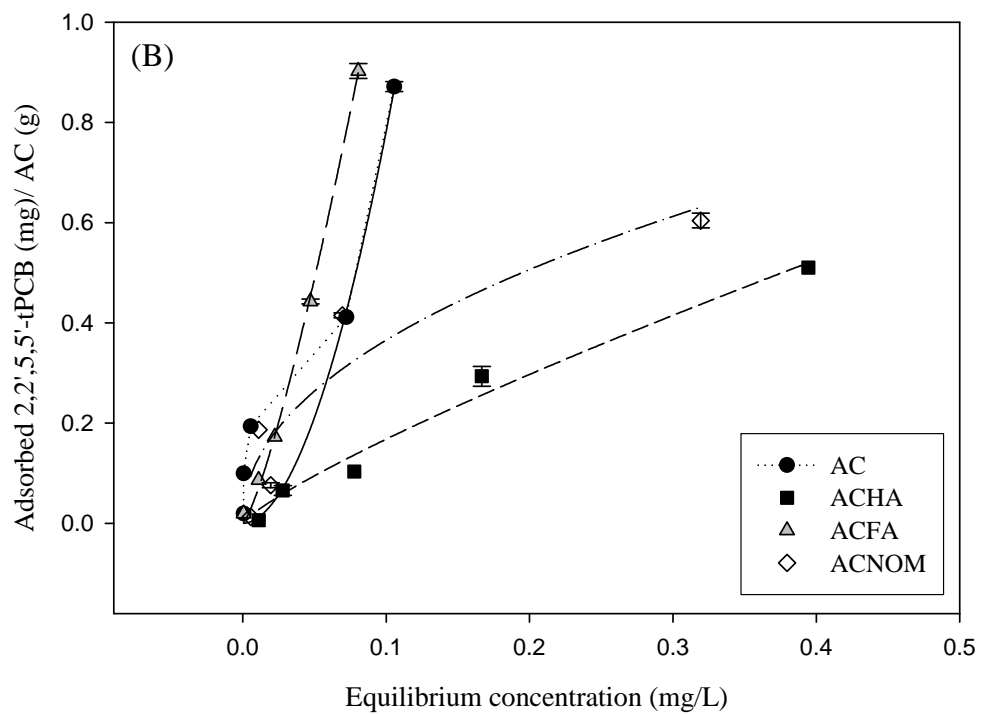 (B)
Adsorbed 2,2',5,5'-tPCB (mg)/ AC (g)
1.0
0.8
0.6
0.4
0.2
0.0
AC
ACHA
ACFA
ACNOM
0.0 0.1 0.2 0.3 0.4 0.5
Equilibrium concentration (mg/L)